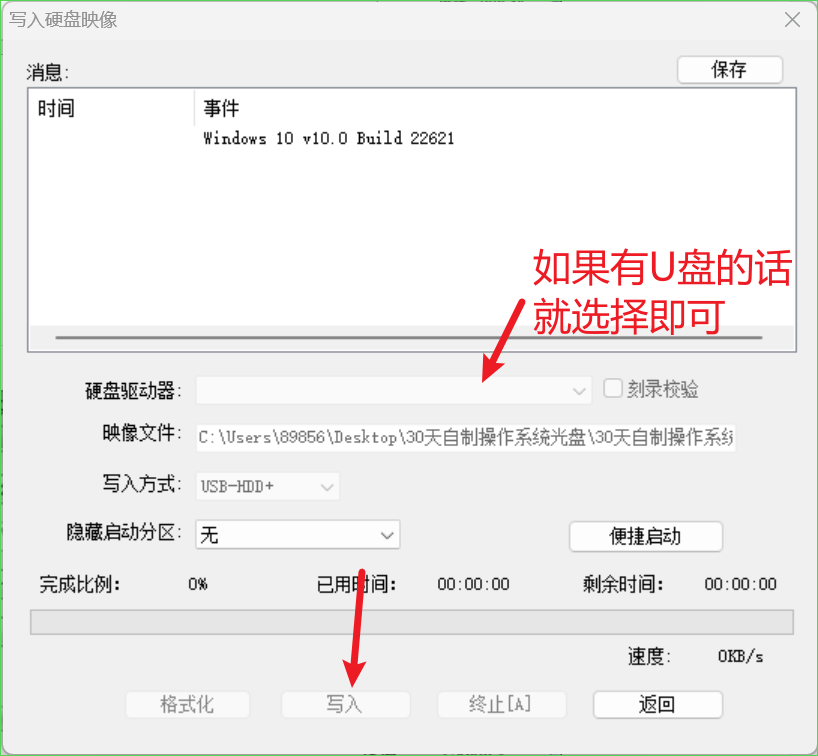 写入硬盘映像
消息:
保存
时间 事件
Windows 10 v10.0 Build 22621
如果有U盘的话
就选择即可
硬盘驱动器: 刻录校验
映像文件: C:\Users\89856\Desktop\30天自制操作系统光盘\30天自制操作系统
写入方式: USB-HDD+
隐藏启动分区: 无 便捷启动
完成比例: 0% 已用时间: 00:00:00 剩余时间: 00:00:00
速度: 0KB/s
格式化 写入 终止[A] 返回